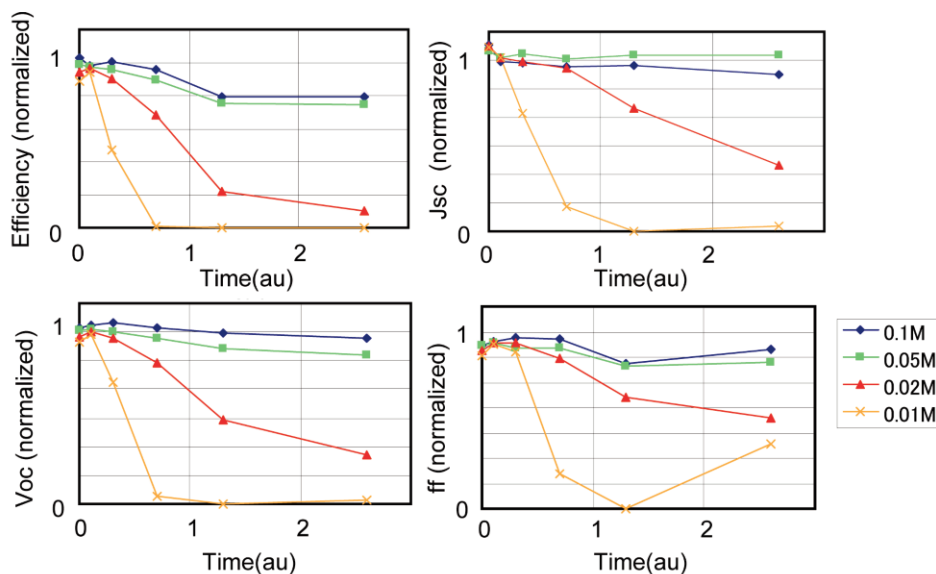 Efficiency (normalized)
1
0
0
1
2
Time(au)
Jsc (normalized)
1
0
0
1
2
Time(au)
Voc (normalized)
1
0
0
1
2
Time(au)
ff (normalized)
1
0
0
1
2
Time(au)
0.1M
0.05M
0.02M
0.01M